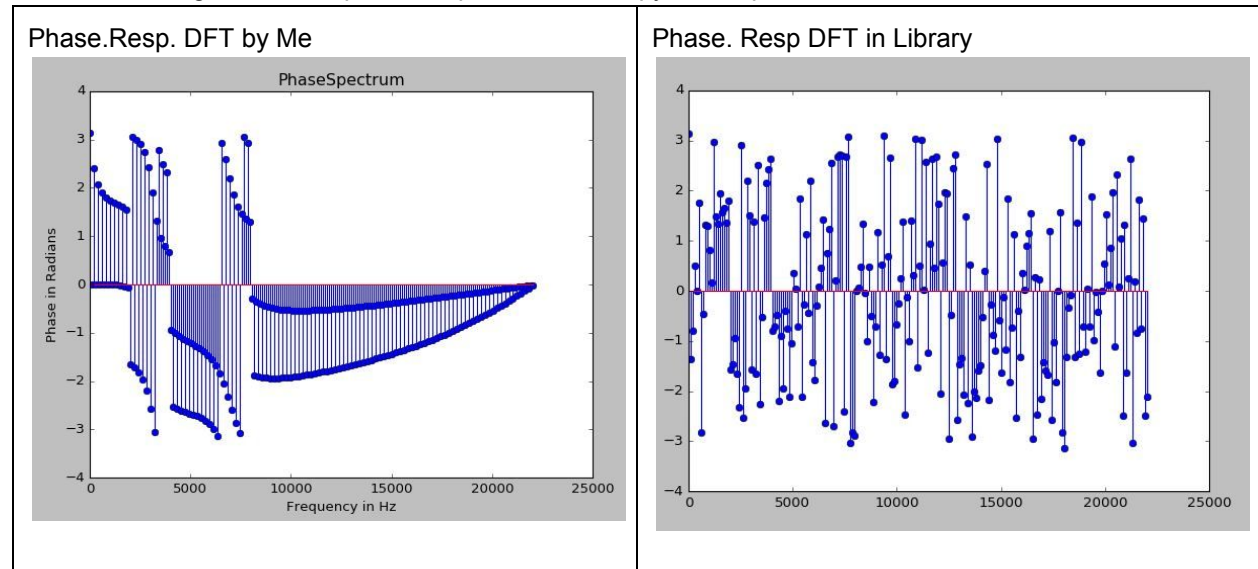 Phase.Resp. DFT by Me
PhaseSpectrum
4
3
2
1
0
−1
−2
−3
−4
Phase in Radians
0 5000 10000 15000 20000 25000
Frequency in Hz
Phase. Resp DFT in Library
4
3
2
1
0
−1
−2
−3
−4
0 5000 10000 15000 20000 25000